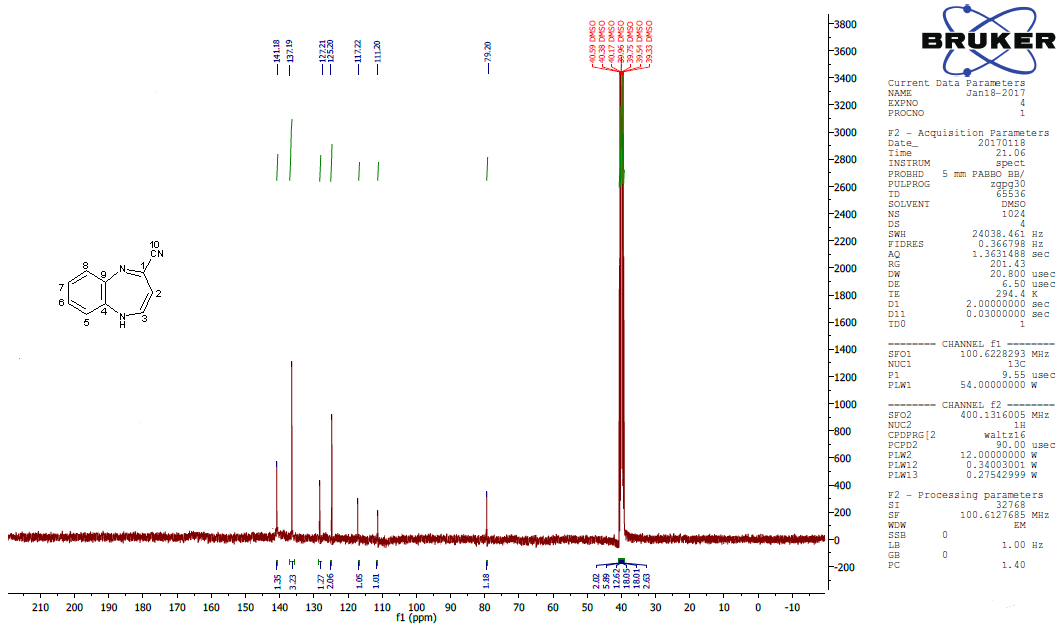 141.18
137.19
127.21
125.20
117.22
111.20
79.20
40.59 DMSO
40.38 DMSO
40.17 DMSO
39.96 DMSO
39.75 DMSO
39.54 DMSO
39.33 DMSO
3800
3600
3400
3200
3000
2800
2600
2400
2200
2000
1800
1600
1400
1200
1000
800
600
400
200
0
-200
10
CN
8
N
1
9
7
2
6
4
3
5
N
H
1.35
3.23
1.27
2.06
1.05
1.01
1.18
2.02
5.89
12.62
18.05
18.01
2.63
210 200 190 180 170 160 150 140 130 120 110 100 90 80 70 60 50 40 30 20 10 0 -10
f1 (ppm)
BRUKER
Current Data Parameters
NAME Jan18-2017
EXPNO 4
PROCNO 1
F2 - Acquisition Parameters
Date_ 20170118
Time 21.06
INSTRUM spect
PROBHD 5 mm PABBO BB/
PULPROG zgpg30
TD 65536
SOLVENT DMSO
NS 1024
DS 4
SWH 24038.461 Hz
FIDRES 0.366798 Hz
AQ 1.3631488 sec
RG 201.43
DW 20.800 usec
DE 6.50 usec
TE 294.4 K
D1 2.00000000 sec
D11 0.03000000 sec
TD0 1
======== CHANNEL f1 ========
SFO1 100.6228293 MHz
NUC1 13C
P1 9.55 usec
PLW1 54.00000000 W
======== CHANNEL f2 ========
SFO2 400.1316005 MHz
NUC2 1H
CPDPRG[2 waltz16
PCPD2 90.00 usec
PLW2 12.00000000 W
PLW12 0.34003001 W
PLW13 0.27542999 W
F2 - Processing parameters
SI 32768
SF 100.6127685 MHz
WDW EM
SSB 0
LB 1.00 Hz
GB 0
PC 1.40